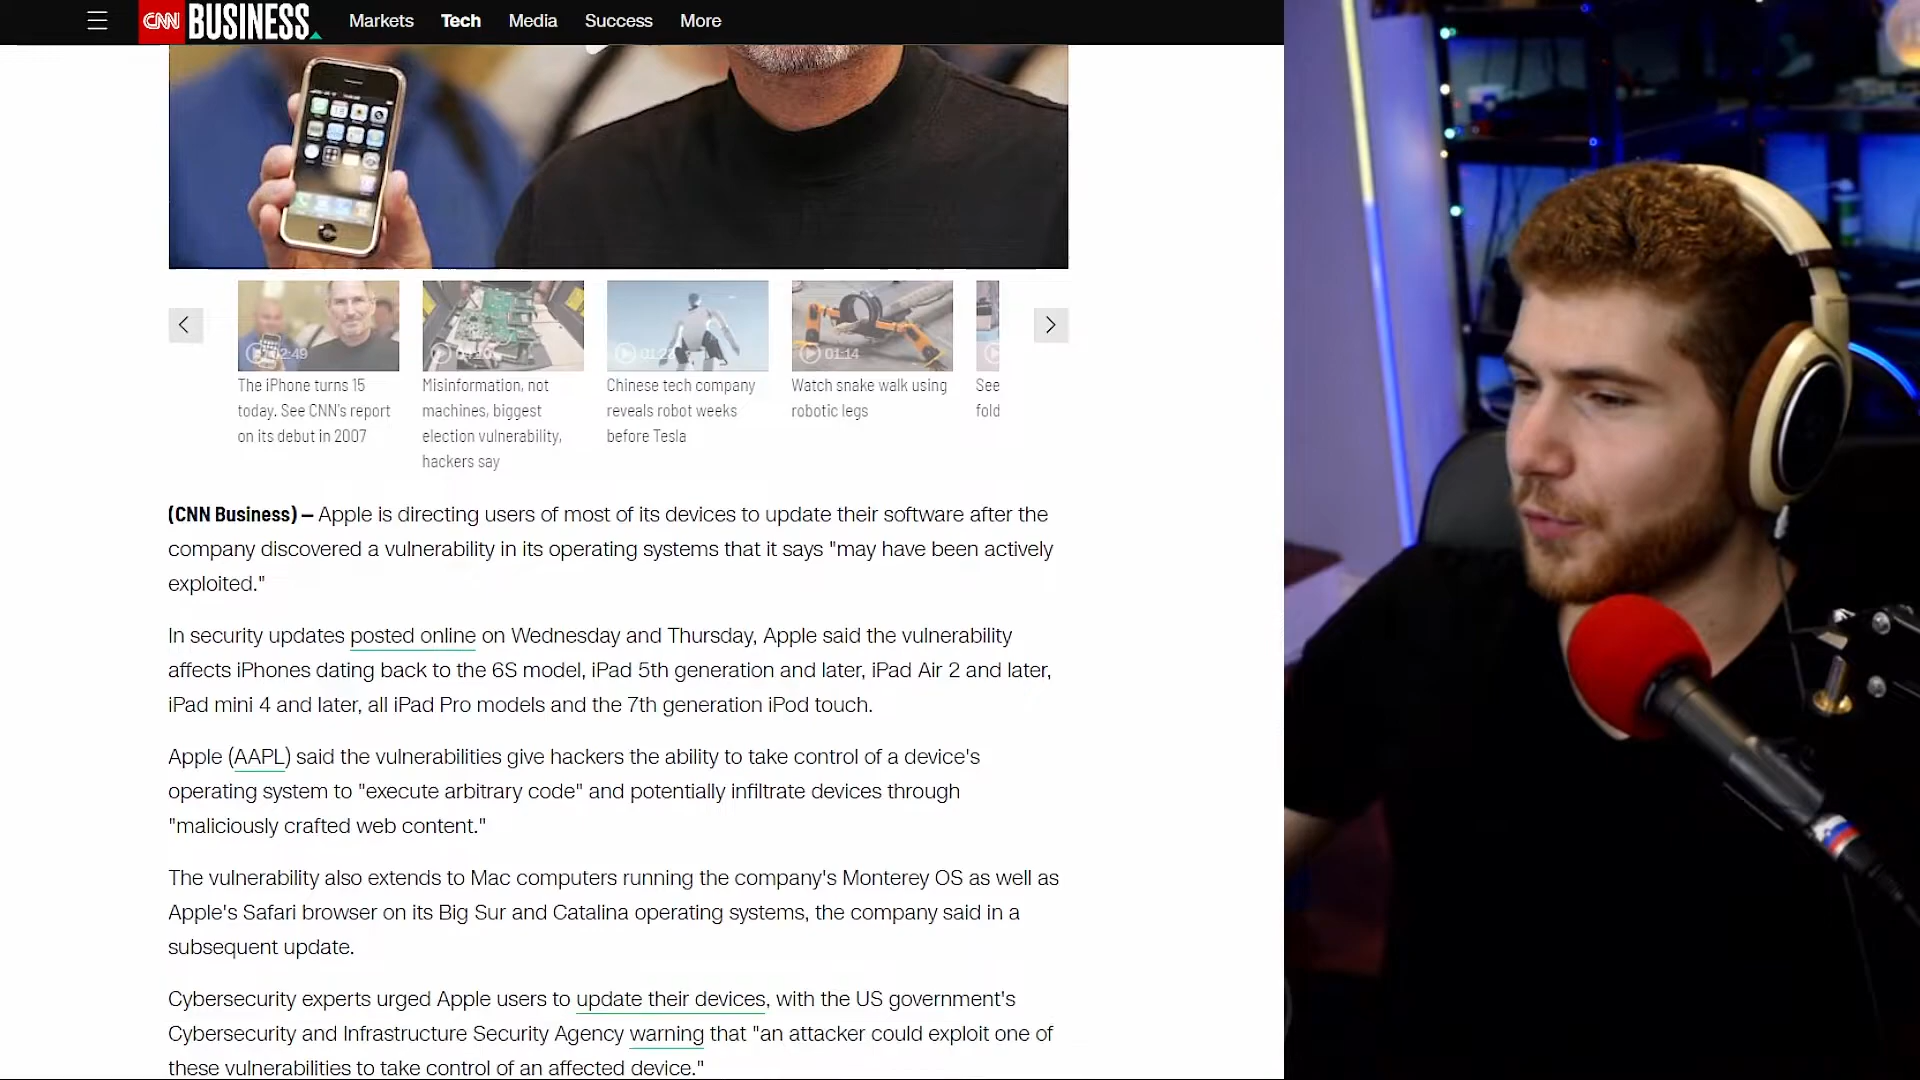 CNN BUSINESS
Markets
Tech
Media
Success
More
02:49
01:14
The iPhone turns 15
today. See CNN's report
on its debut in 2007
Misinformation, not
machines, biggest
election vulnerability,
hackers say
Chinese tech company
reveals robot weeks
before Tesla
Watch snake walk using
robotic legs
See
fold
(CNN Business) — Apple is directing users of most of its devices to update their software after the
company discovered a vulnerability in its operating systems that it says "may have been actively
exploited."
In security updates posted online on Wednesday and Thursday, Apple said the vulnerability
affects iPhones dating back to the 6S model, iPad 5th generation and later, iPad Air 2 and later,
iPad mini 4 and later, all iPad Pro models and the 7th generation iPod touch.
Apple (AAPL) said the vulnerabilities give hackers the ability to take control of a device's
operating system to "execute arbitrary code" and potentially infiltrate devices through
"maliciously crafted web content."
The vulnerability also extends to Mac computers running the company's Monterey OS as well as
Apple's Safari browser on its Big Sur and Catalina operating systems, the company said in a
subsequent update.
Cybersecurity experts urged Apple users to update their devices, with the US government's
Cybersecurity and Infrastructure Security Agency warning that "an attacker could exploit one of
these vulnerabilities to take control of an affected device."